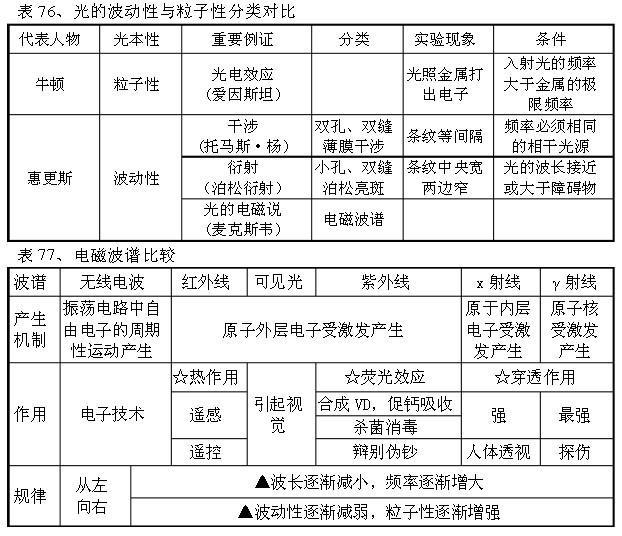 表 76、光的波动性与粒子性分类对比
代表人物 光本性 重要例证 分类 实验现象 条件
牛顿 粒子性 光电效应 (爱因斯坦) 光照金属打出电子 入射光的频率大于金属的极限频率
惠更斯 波动性 干涉 (托马斯·杨) 双孔、双缝薄膜干涉 条纹等间隔 频率必须相同的相干光源
衍射 (泊松衍射) 小孔、双缝泊松亮斑 条纹中央宽两边窄 光的波长接近或大于障碍物
光的电磁说 (麦克斯韦) 电磁波谱
表 77、电磁波谱比较
波谱 无线电波 红外线 可见光 紫外线 x 射线 γ 射线
产生机制 振荡电路中自由电子的周期性运动产生 原子外层电子受激发产生 原于内层电子受激发产生 原子核受激发产生
作用 电子技术 ☆热作用 引起视觉 ☆荧光效应 ☆穿透作用
遥感 合成 VD，促钙吸收 强 最强
杀菌消毒
遥控 辩别伪钞 人体透视 探伤
规律 从左向右 ▲波长逐渐减小，频率逐渐增大
▲波动性逐渐减弱，粒子性逐渐增强